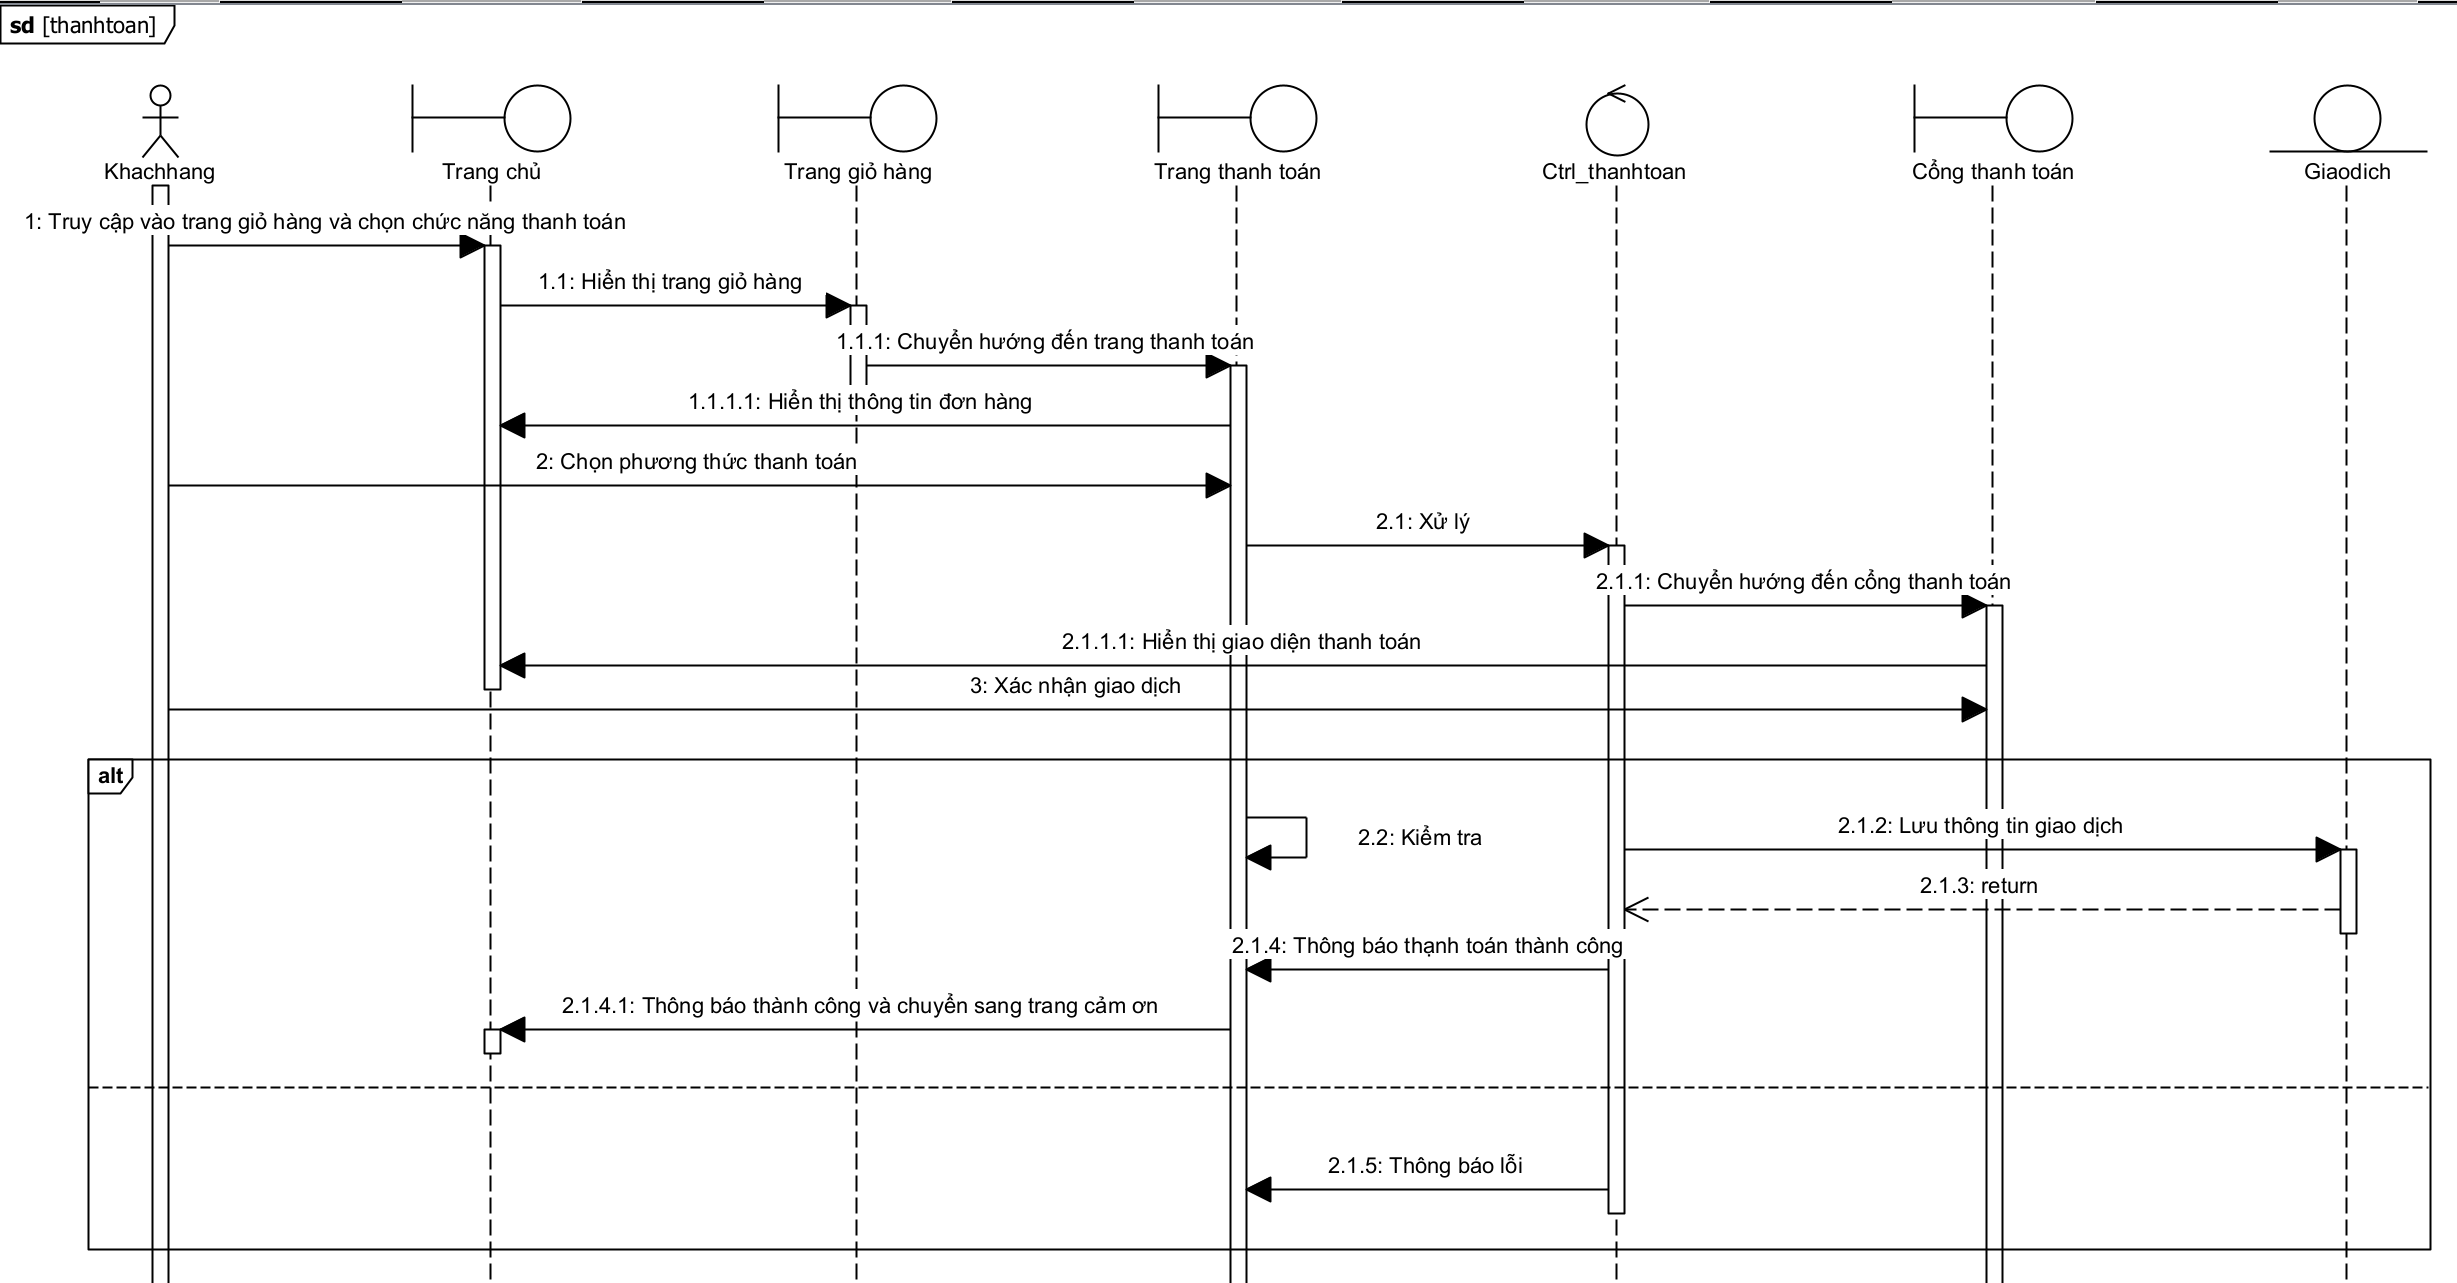 sd [thanhtoan]
Khachhang
Trang chủ
Trang giỏ hàng
Trang thanh toán
Ctrl_thanhtoan
Cổng thanh toán
Giaodich
1: Truy cập vào trang giỏ hàng và chọn chức năng thanh toán
1.1: Hiển thị trang giỏ hàng
1.1.1: Chuyển hướng đến trang thanh toán
1.1.1.1: Hiển thị thông tin đơn hàng
2: Chọn phương thức thanh toán
2.1: Xử lý
2.1.1: Chuyển hướng đến cổng thanh toán
2.1.1.1: Hiển thị giao diện thanh toán
3: Xác nhận giao dịch
alt
2.2: Kiểm tra
2.1.2: Lưu thông tin giao dịch
2.1.3: return
2.1.4: Thông báo thạnh toán thành công
2.1.4.1: Thông báo thành công và chuyển sang trang cảm ơn
2.1.5: Thông báo lỗi